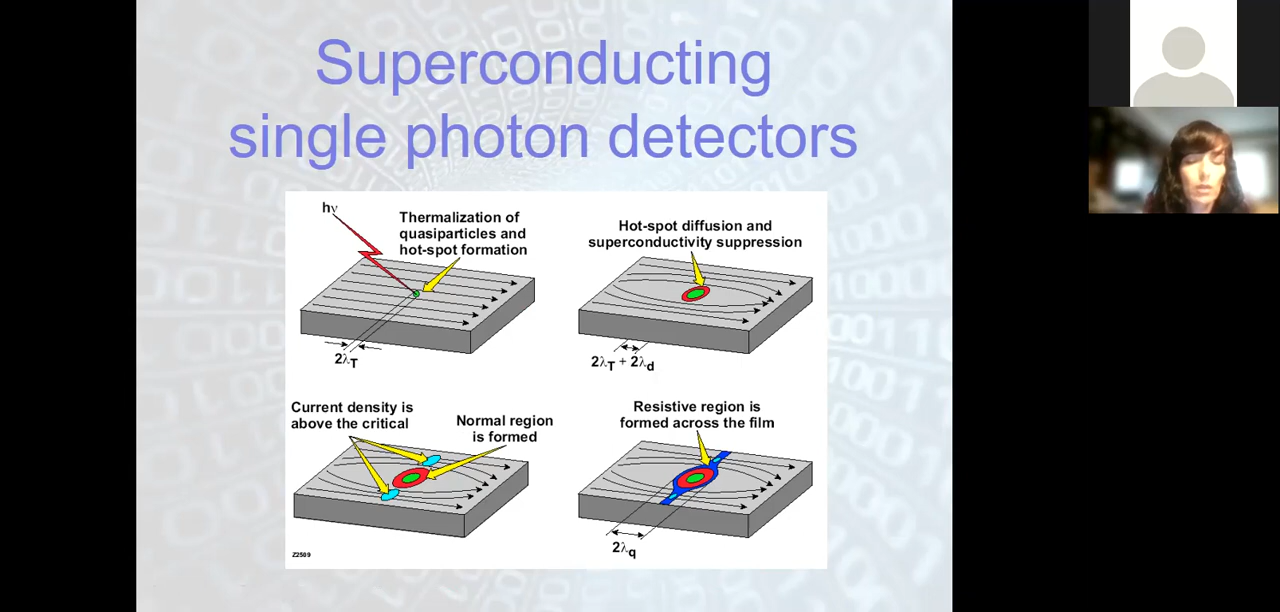 Superconducting
single photon detectors
hν
Thermalization of
quasiparticles and
hot-spot formation
2λT
Hot-spot diffusion and
superconductivity suppression
2λT + 2λd
Current density is
above the critical
Normal region
is formed
Z2509
Resistive region is
formed across the film
2λq